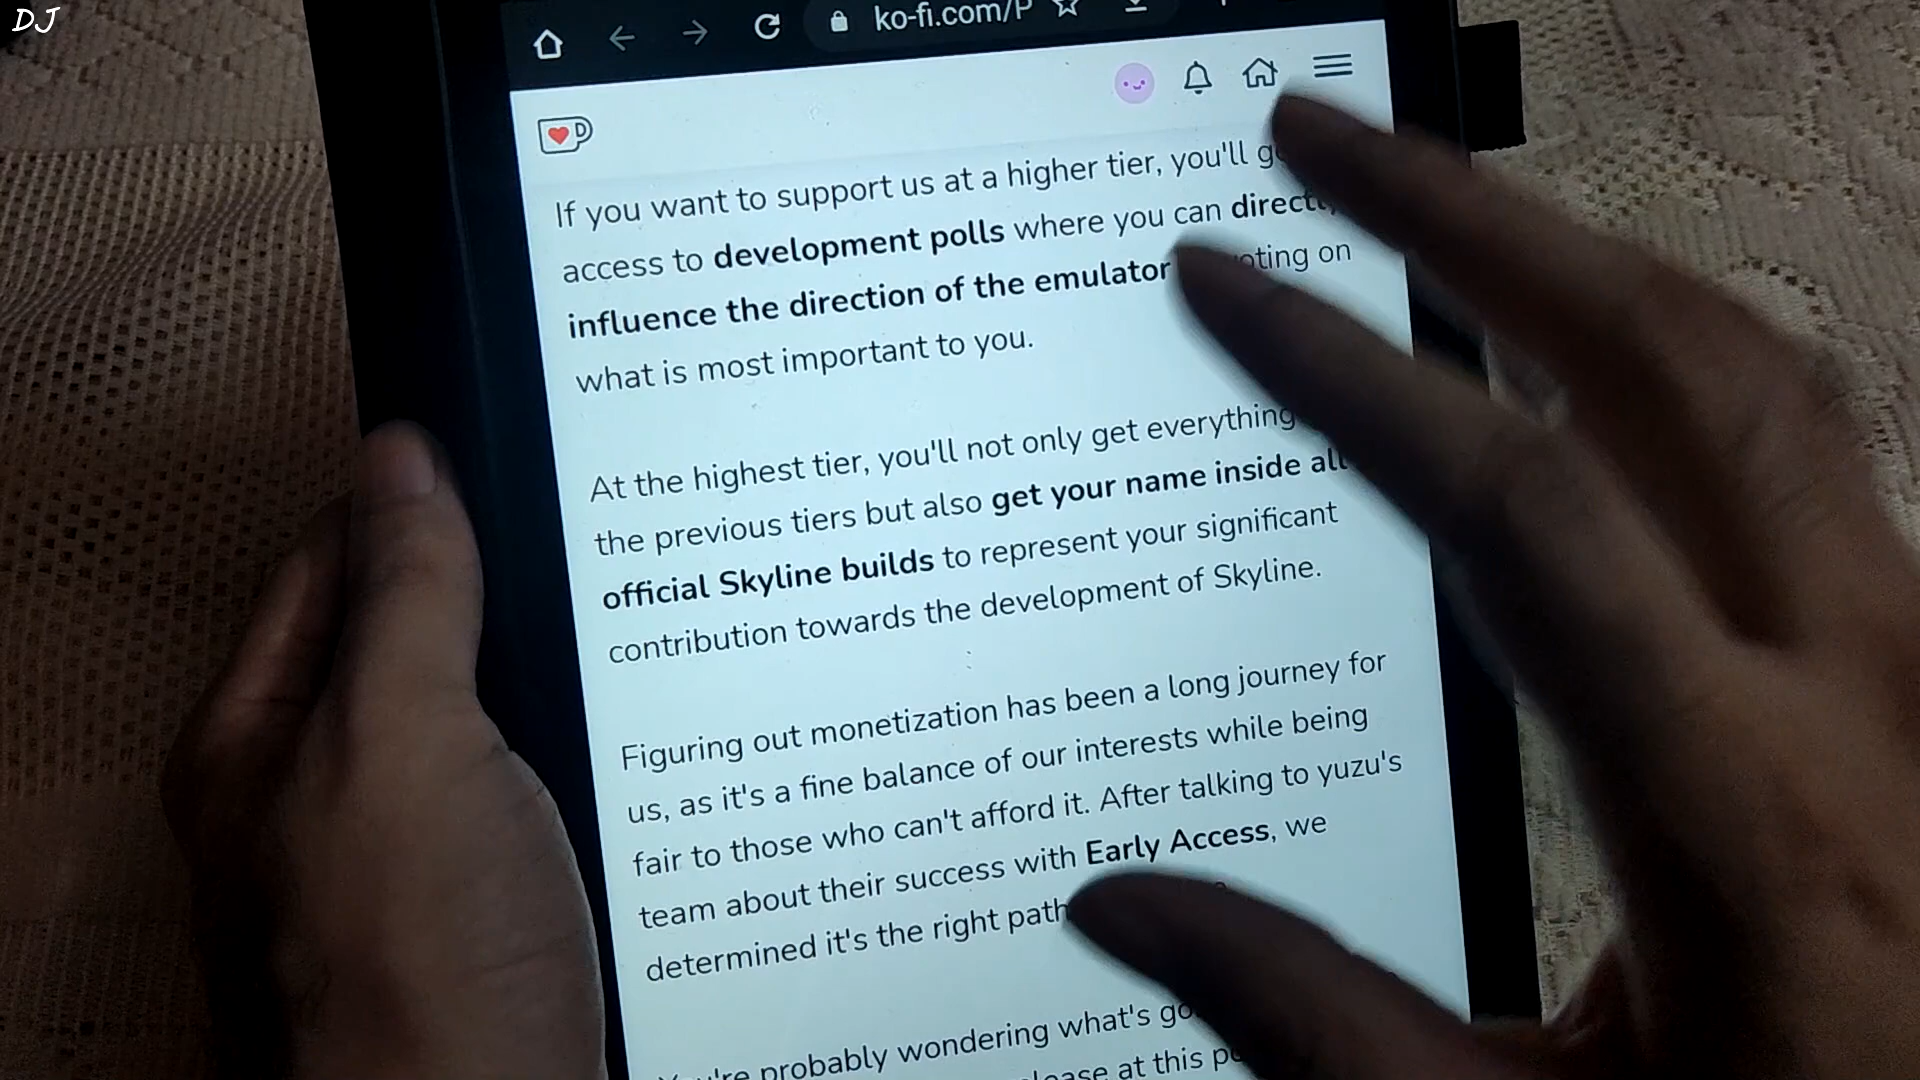 DJ
ko-fi.com/P
If you want to support us at a higher tier, you'll
access to development polls where you can
influence the direction of the emulator on
what is most important to you.
At the highest tier, you'll not only get everything
the previous tiers but also get your name inside all
official Skyline builds to represent your significant
contribution towards the development of Skyline.
Figuring out monetization has been a long journey for
us, as it's a fine balance of our interests while being
fair to those who can't afford it. After talking to yuzu's
team about their success with Early Access, we
determined it's the right path
You're probably wondering what's
at this